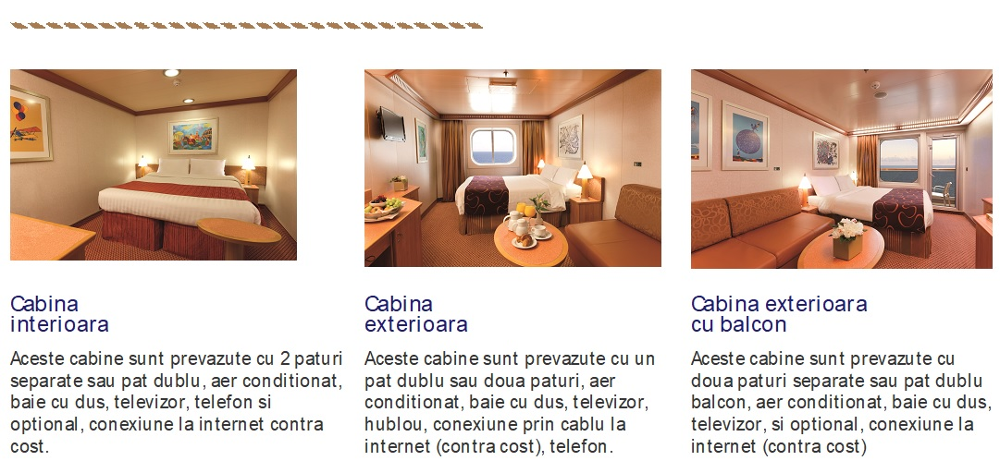 Cabina
interioara
Aceste cabine sunt prevazute cu 2 paturi
separate sau pat dublu, aer conditionat,
baie cu dus, televizor, telefon si
optional, conexiune la internet contra
cost.
Cabina
exterioara
Aceste cabine sunt prevazute cu un
pat dublu sau doua paturi, aer
conditionat, baie cu dus, televizor,
hublou, conexiune prin cablu la
internet (contra cost), telefon.
Cabina exterioara
cu balcon
Aceste cabine sunt prevazute cu
doua paturi separate sau pat dublu
balcon, aer conditionat, baie cu dus,
televizor, si optional, conexiune la
internet (contra cost)